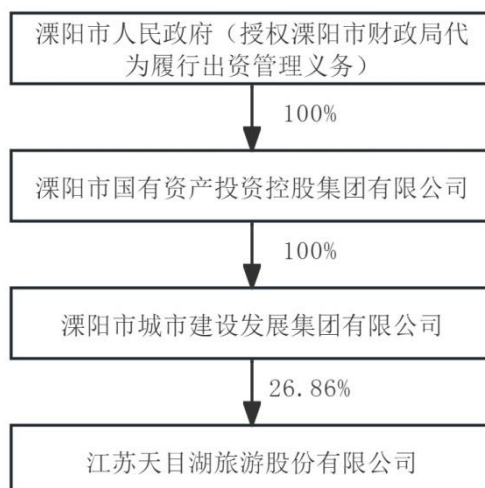 溧阳市人民政府（授权溧阳市财政局代
为履行出资管理义务）
100%
溧阳市国有资产投资控股集团有限公司
100%
溧阳市城市建设发展集团有限公司
26.86%
江苏天目湖旅游股份有限公司